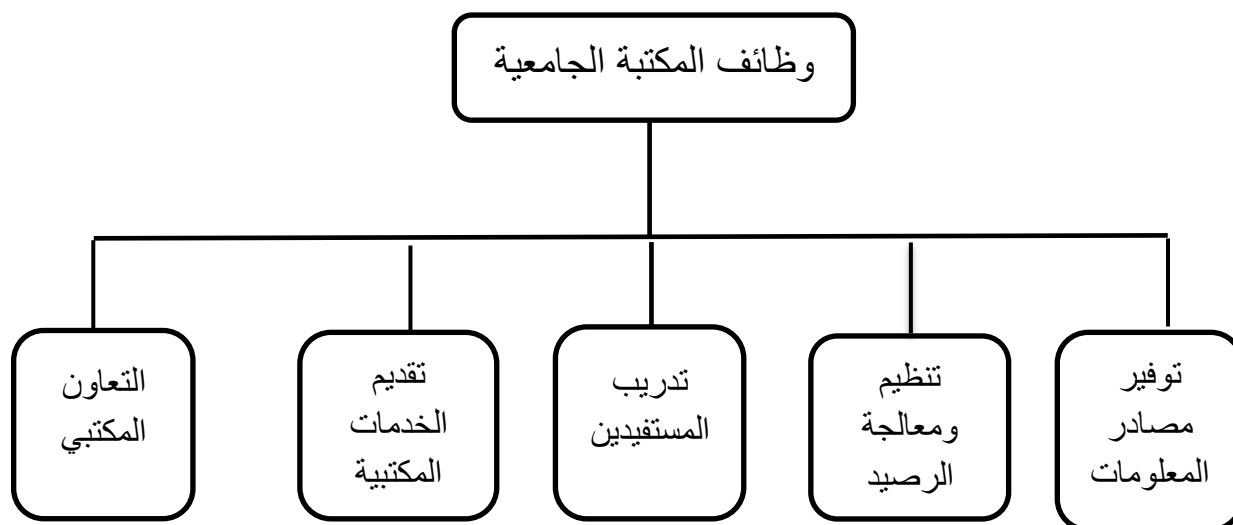 وظائف المكتبة الجامعية
توفير
مصادر
المعلومات
تنظيم
ومعالجة
الرصيد
تدريب
المستفيدين
تقديم
الخدمات
المكتبية
التعاون
المكتبي